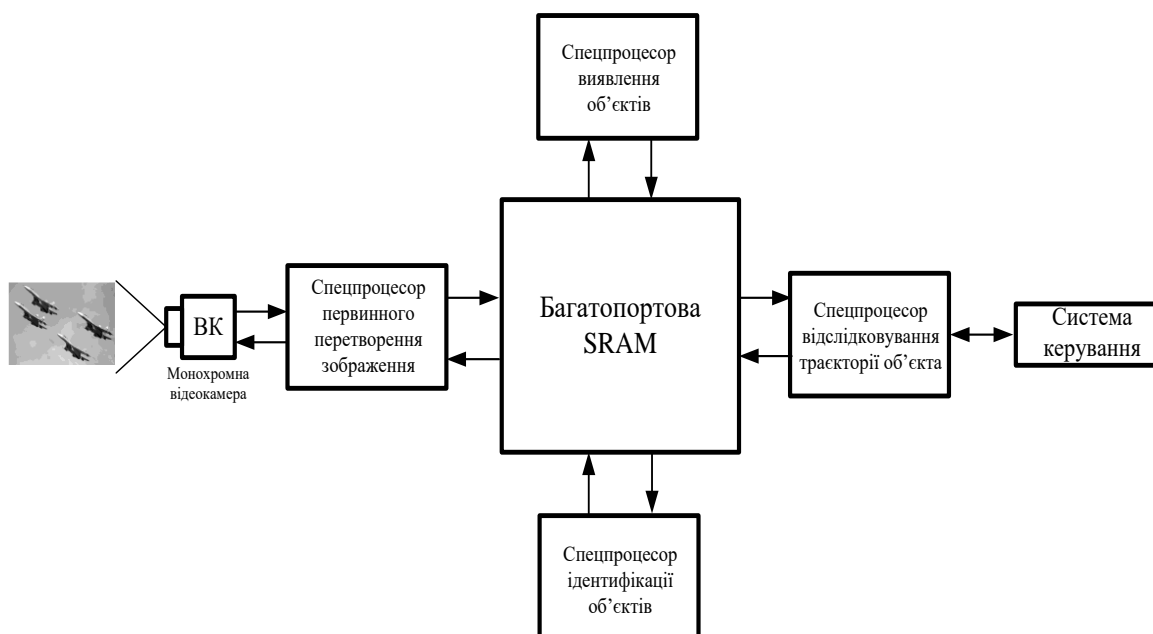 Спецпроцесор
виявлення
об’єктів
ВК
Монохромна
відеокамера
Спецпроцесор
первинного
перетворення
зображення
Багатопортова
SRAM
Спецпроцесор
відслідковування
траєкторії об’єкта
Система
керування
Спецпроцесор
ідентифікації
об’єктів